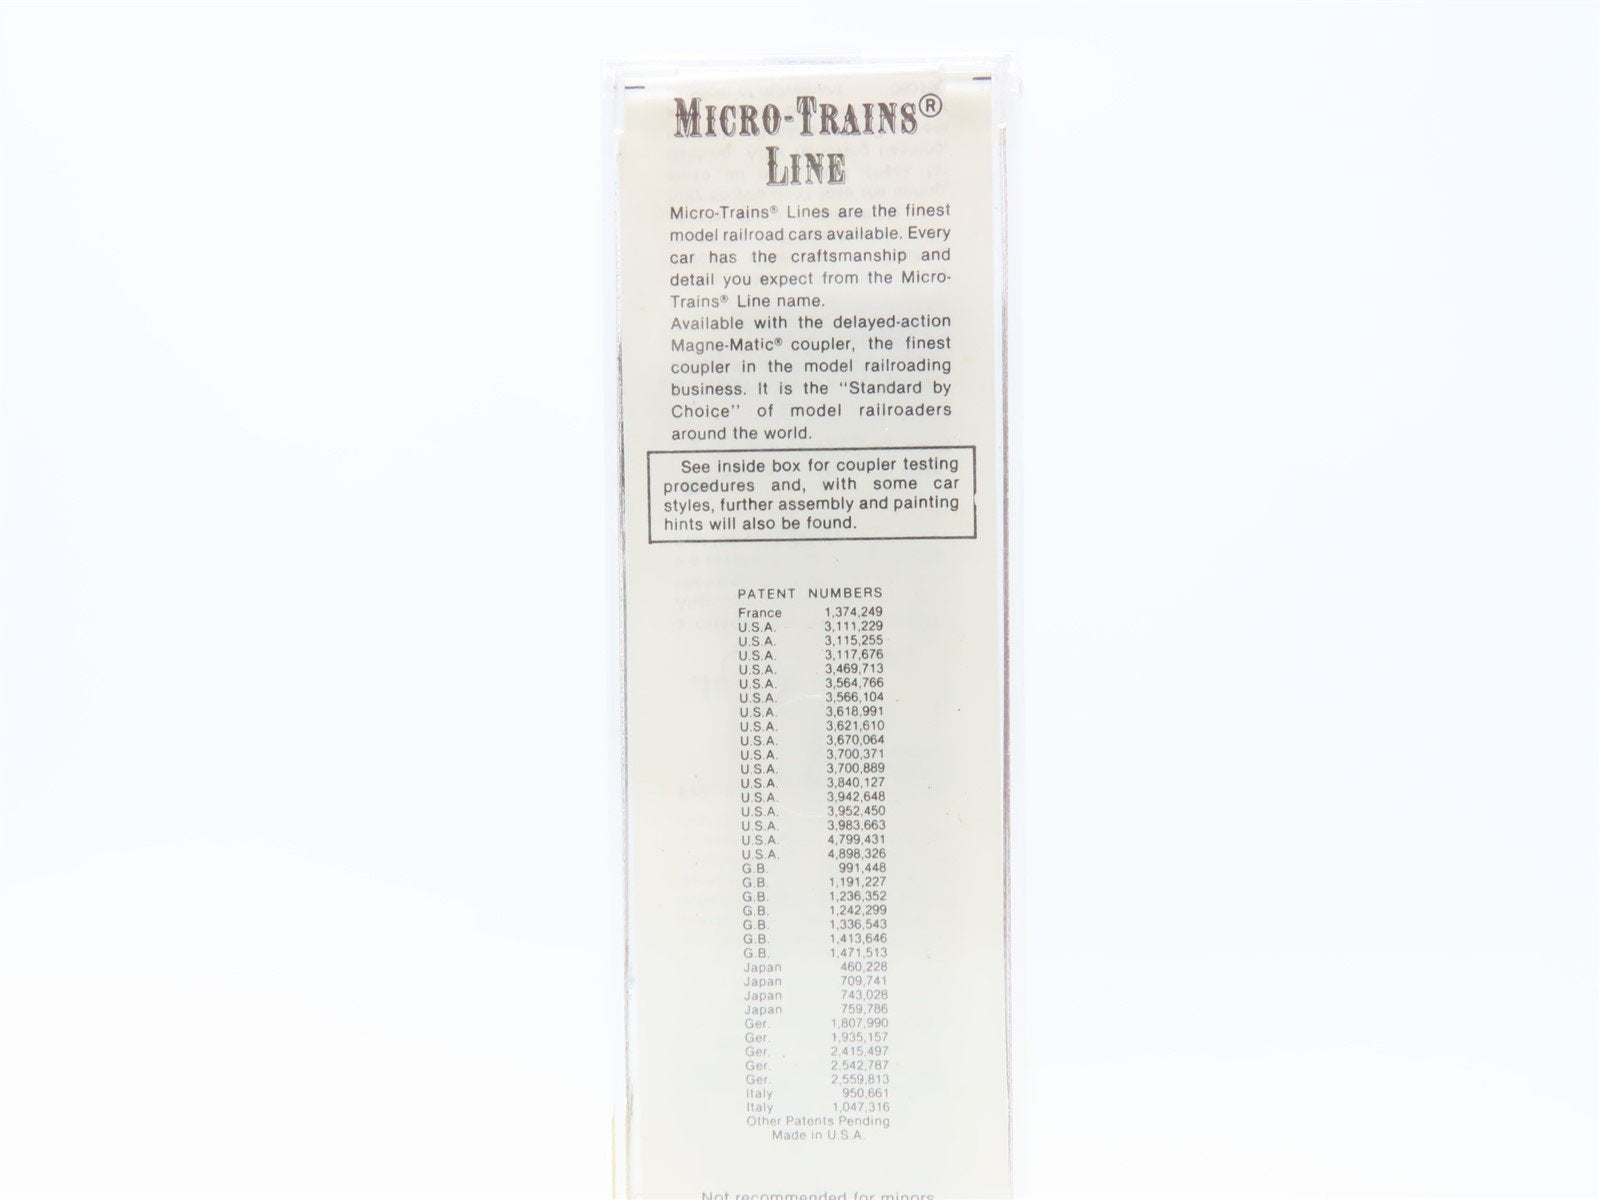 MICRO-TRAINS®
LINE
Micro-Trains® Lines are the finest
model railroad cars available. Every
car has the craftsmanship and
detail you expect from the Micro-
Trains® Line name.
Available with the delayed-action
Magne-Matic® coupler, the finest
coupler in the model railroading
business. It is the "Standard by
Choice" of model railroaders
around the world.
See inside box for coupler testing
procedures and, with some car
styles, further assembly and painting
hints will also be found.
PATENT NUMBERS
France 1,374,249
U.S.A. 3,111,229
U.S.A. 3,115,255
U.S.A. 3,117,676
U.S.A. 3,469,713
U.S.A. 3,564,766
U.S.A. 3,566,104
U.S.A. 3,618,991
U.S.A. 3,621,610
U.S.A. 3,670,064
U.S.A. 3,700,371
U.S.A. 3,700,889
U.S.A. 3,840,127
U.S.A. 3,942,648
U.S.A. 3,952,450
U.S.A. 3,983,663
U.S.A. 4,799,431
U.S.A. 4,898,326
G.B. 991,448
G.B. 1,191,227
G.B. 1,236,352
G.B. 1,242,299
G.B. 1,336,543
G.B. 1,413,646
G.B. 1,471,513
Japan 460,228
Japan 709,741
Japan 743,028
Japan 759,786
Ger. 1,807,990
Ger. 1,935,157
Ger. 2,415,497
Ger. 2,542,787
Ger. 2,559,813
Italy 950,661
Italy 1,047,316
Other Patents Pending
Made in U.S.A.
Not recommended for minors